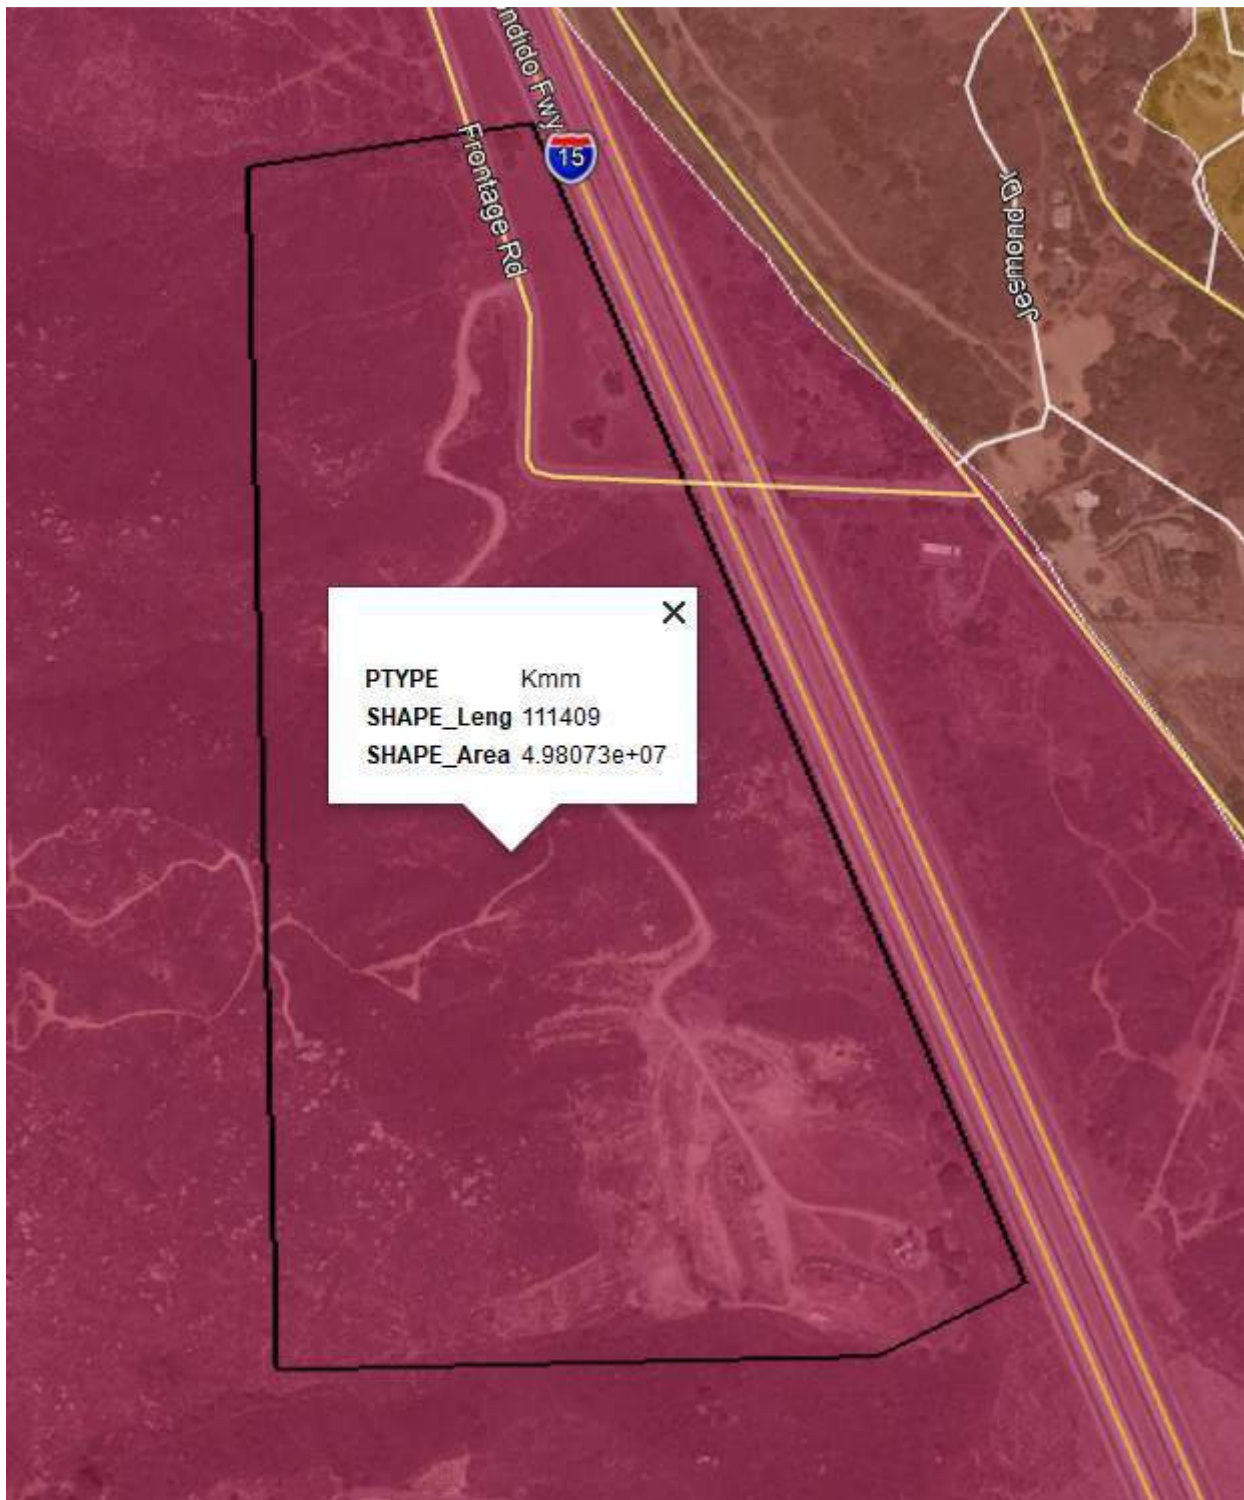 ndido Fwy
15
Frontage Rd
Jesmond Dr
PTYPE Kmm
SHAPE_Leng 111409
SHAPE_Area 4.98073e+07